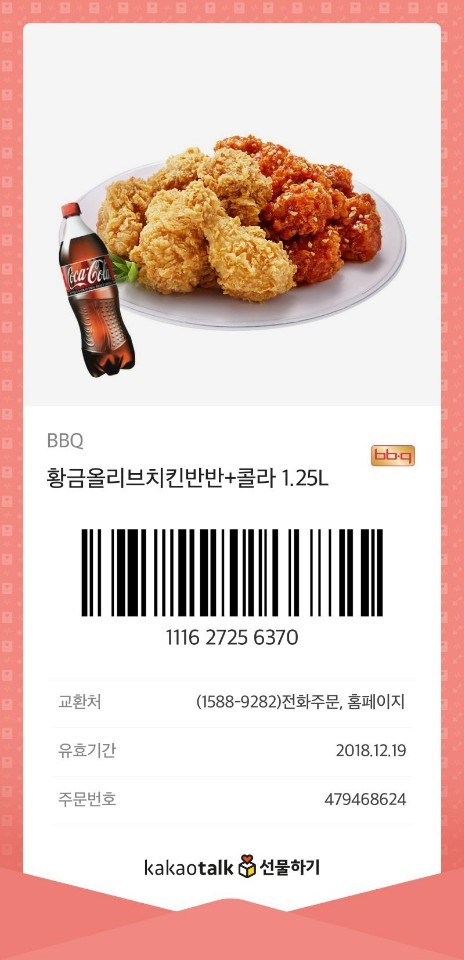 Coca-Cola
BBQ
bb·q
황금올리브치킨반반+콜라 1.25L
1116 2725 6370
교환처 (1588-9282)전화주문, 홈페이지
유효기간 2018.12.19
주문번호 479468624
kakaotalk 선물하기